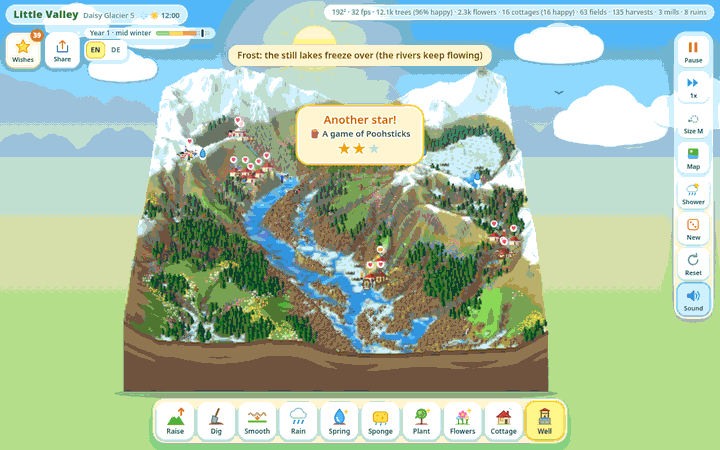 Little Valley Daisy Glacier 5 12:00
192² · 32 fps · 12.1k trees (96% happy) · 2.3k flowers · 16 cottages (16 happy) · 63 fields · 135 harvests · 3 mills · 8 ruins
Year 1 · mid winter
39
Wishes
Share
EN DE
Frost: the still lakes freeze over (the rivers keep flowing)
Another star!
A game of Poohsticks
Pause
1x
Size M
Map
Shower
New
Reset
Sound
Raise
Dig
Smooth
Rain
Spring
Sponge
Plant
Flowers
Cottage
Well